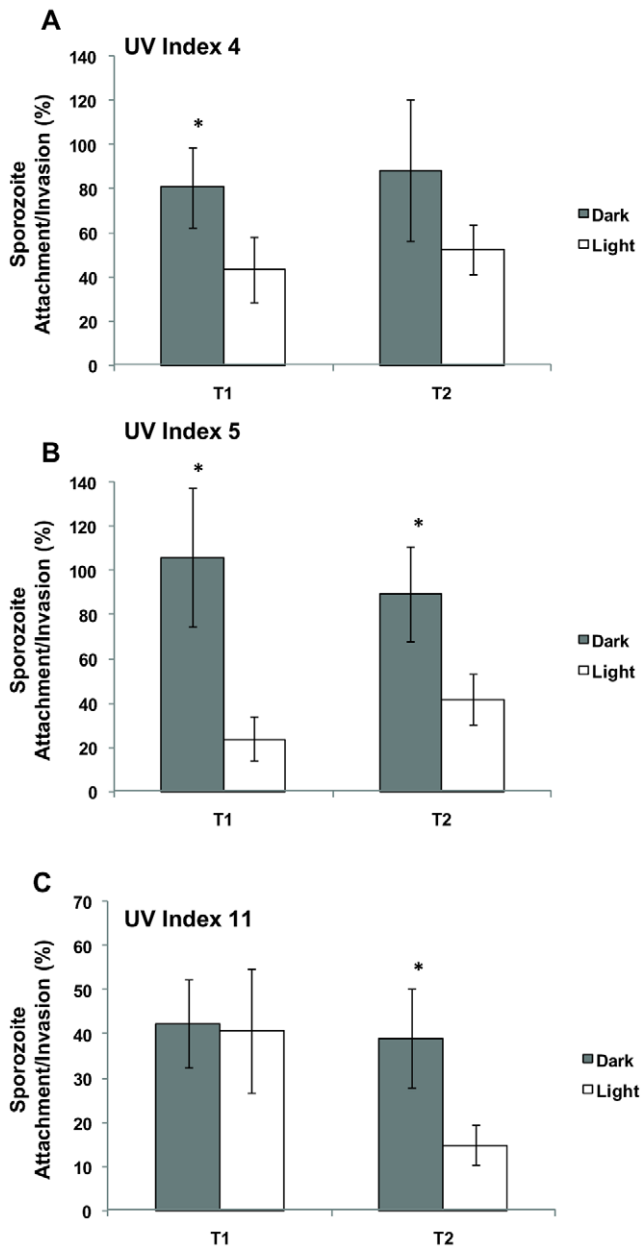 A
UV Index 4
Sporozoite
Attachment/Invasion (%)
140
120
100
80
60
40
20
0
*
T1
T2
Dark
Light
B
UV Index 5
Sporozoite
Attachment/Invasion (%)
140
120
100
80
60
40
20
0
*
*
T1
T2
Dark
Light
C
UV Index 11
Sporozoite
Attachment/Invasion (%)
70
60
50
40
30
20
10
0
*
T1
T2
Dark
Light